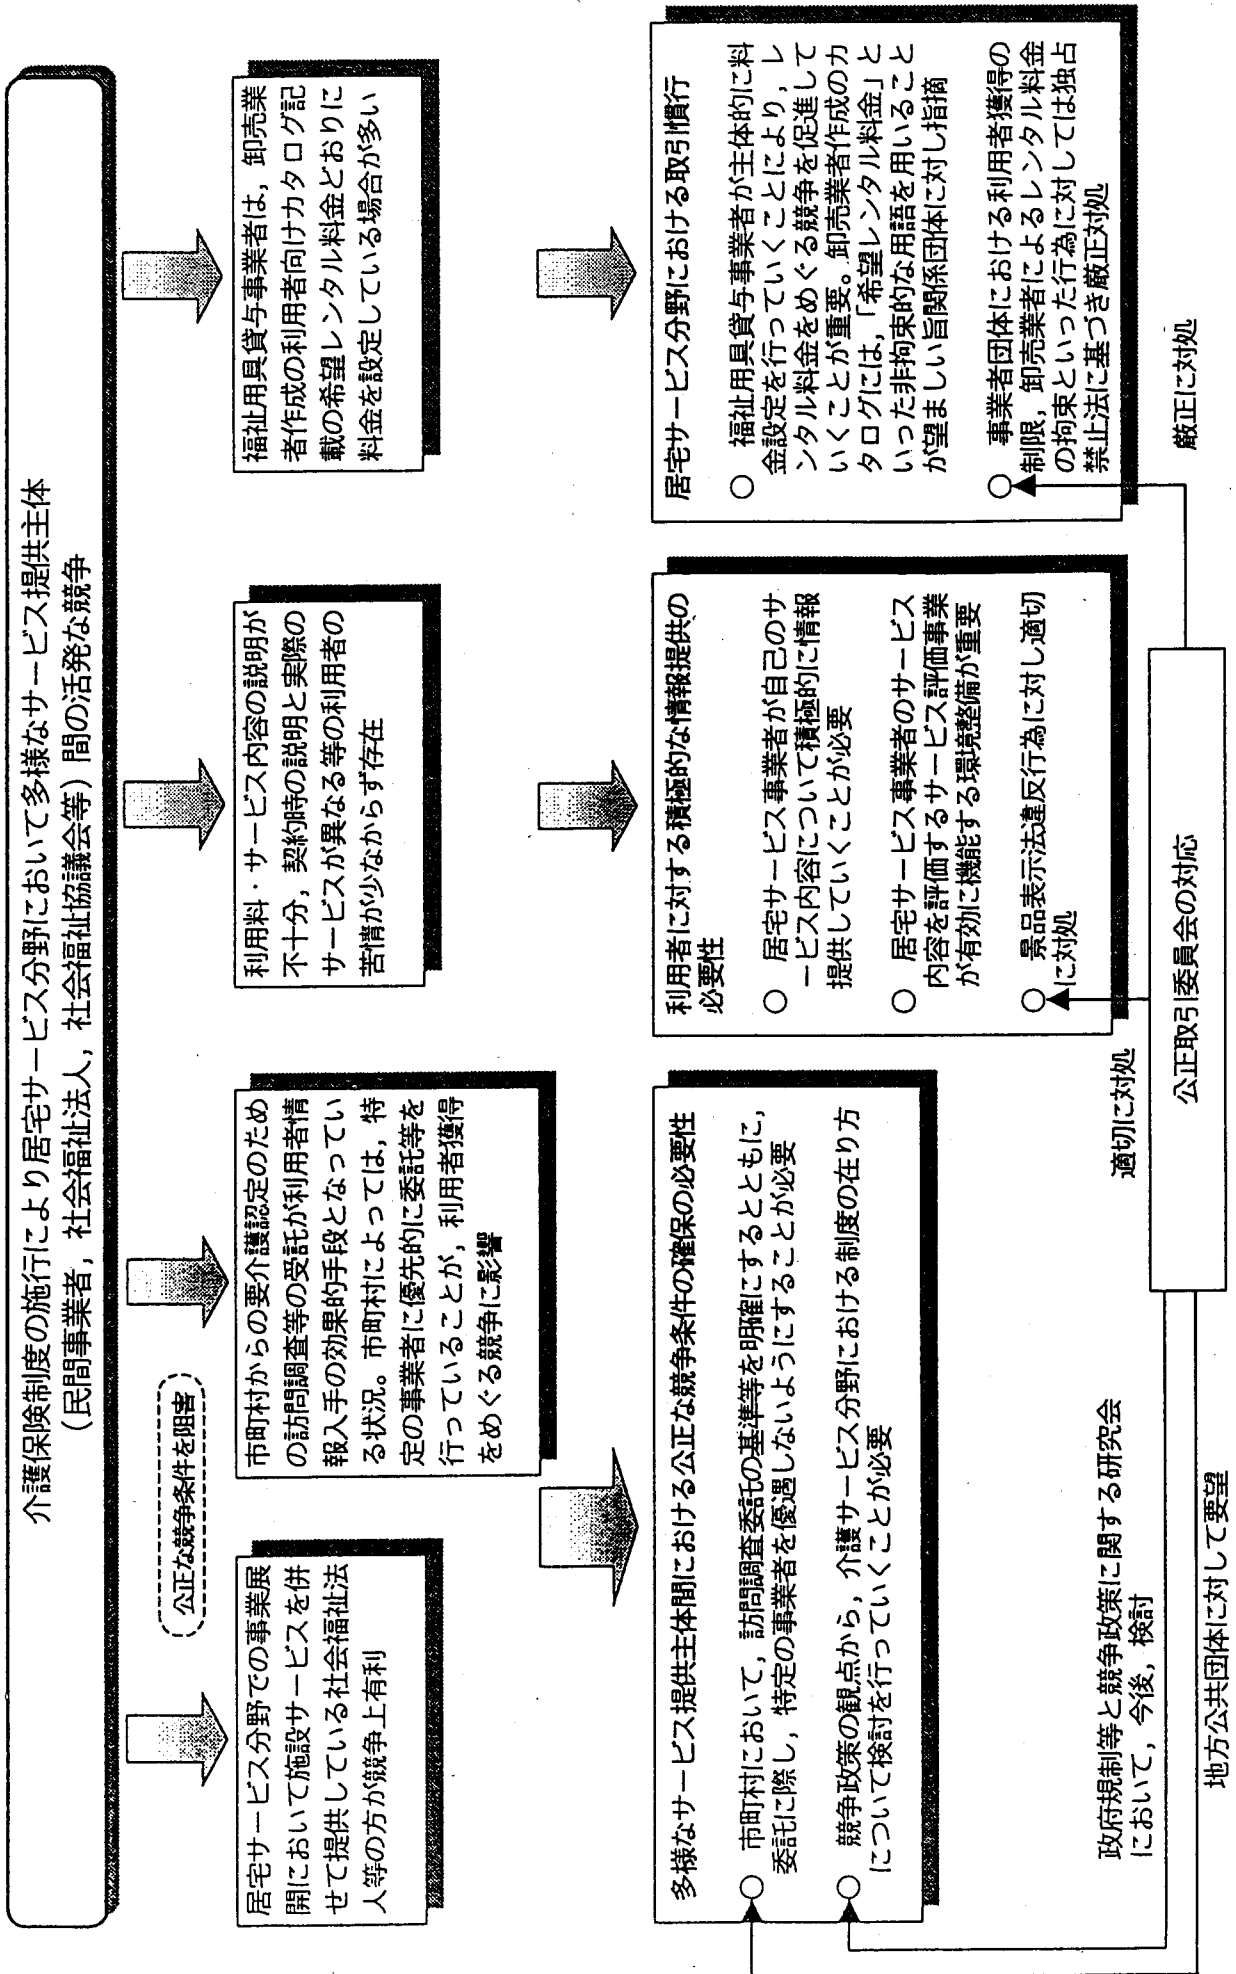 介護保険制度の施行により居宅サービス分野において多様なサービス提供主体
（民間事業者，社会福祉法人，社会福祉協議会等）間の活発な競争
公正な競争条件を阻害
居宅サービス分野での事業展
開において施設サービスを併
せて提供している社会福祉法
人等の方が競争上有利
市町村からの要介護認定のため
の訪問調査等の受託が利用者情
報入手の効果的手段となってい
る状況。市町村によっては，特
定の事業者に優先的に委託等を
行っていることが，利用者獲得
をめぐる競争に影響
利用料・サービス内容の説明が
不十分，契約時の説明と実際の
サービスが異なる等の利用者の
苦情が少なからず存在
福祉用具貸与事業者は，卸売業
者作成の利用者向けカタログ記
載の希望レンタル料金どおりに
料金を設定している場合が多い
多様なサービス提供主体間における公正な競争条件の確保の必要性
○ 市町村において，訪問調査委託の基準等を明確にするとともに，
委託に際し，特定の事業者を優遇しないようにすることが必要
○ 競争政策の観点から，介護サービス分野における制度の在り方
について検討を行っていくことが必要
利用者に対する積極的な情報提供の
必要性
○ 居宅サービス事業者が自己のサ
ービス内容について積極的に情報
提供していくことが必要
○ 居宅サービス事業者のサービス
内容を評価するサービス評価事業
が有効に機能する環境整備が重要
○ 景品表示法違反行為に対し適切
に対処
居宅サービス分野における取引慣行
○ 福祉用具貸与事業者が主体的に料
金設定を行っていくことにより，レ
ンタル料金をめぐる競争を促進して
いくことが重要。卸売業者作成のカ
タログには，「希望レンタル料金」と
いった非拘束的な用語を用いること
が望ましい旨関係団体に対し指摘
○ 事業者団体における利用者獲得の
制限，卸売業者によるレンタル料金
の拘束といった行為に対しては独占
禁止法に基づき厳正対処
政府規制等と競争政策に関する研究会
において，今後，検討
地方公共団体に対して要望
適切に対処
公正取引委員会の対応
厳正に対処